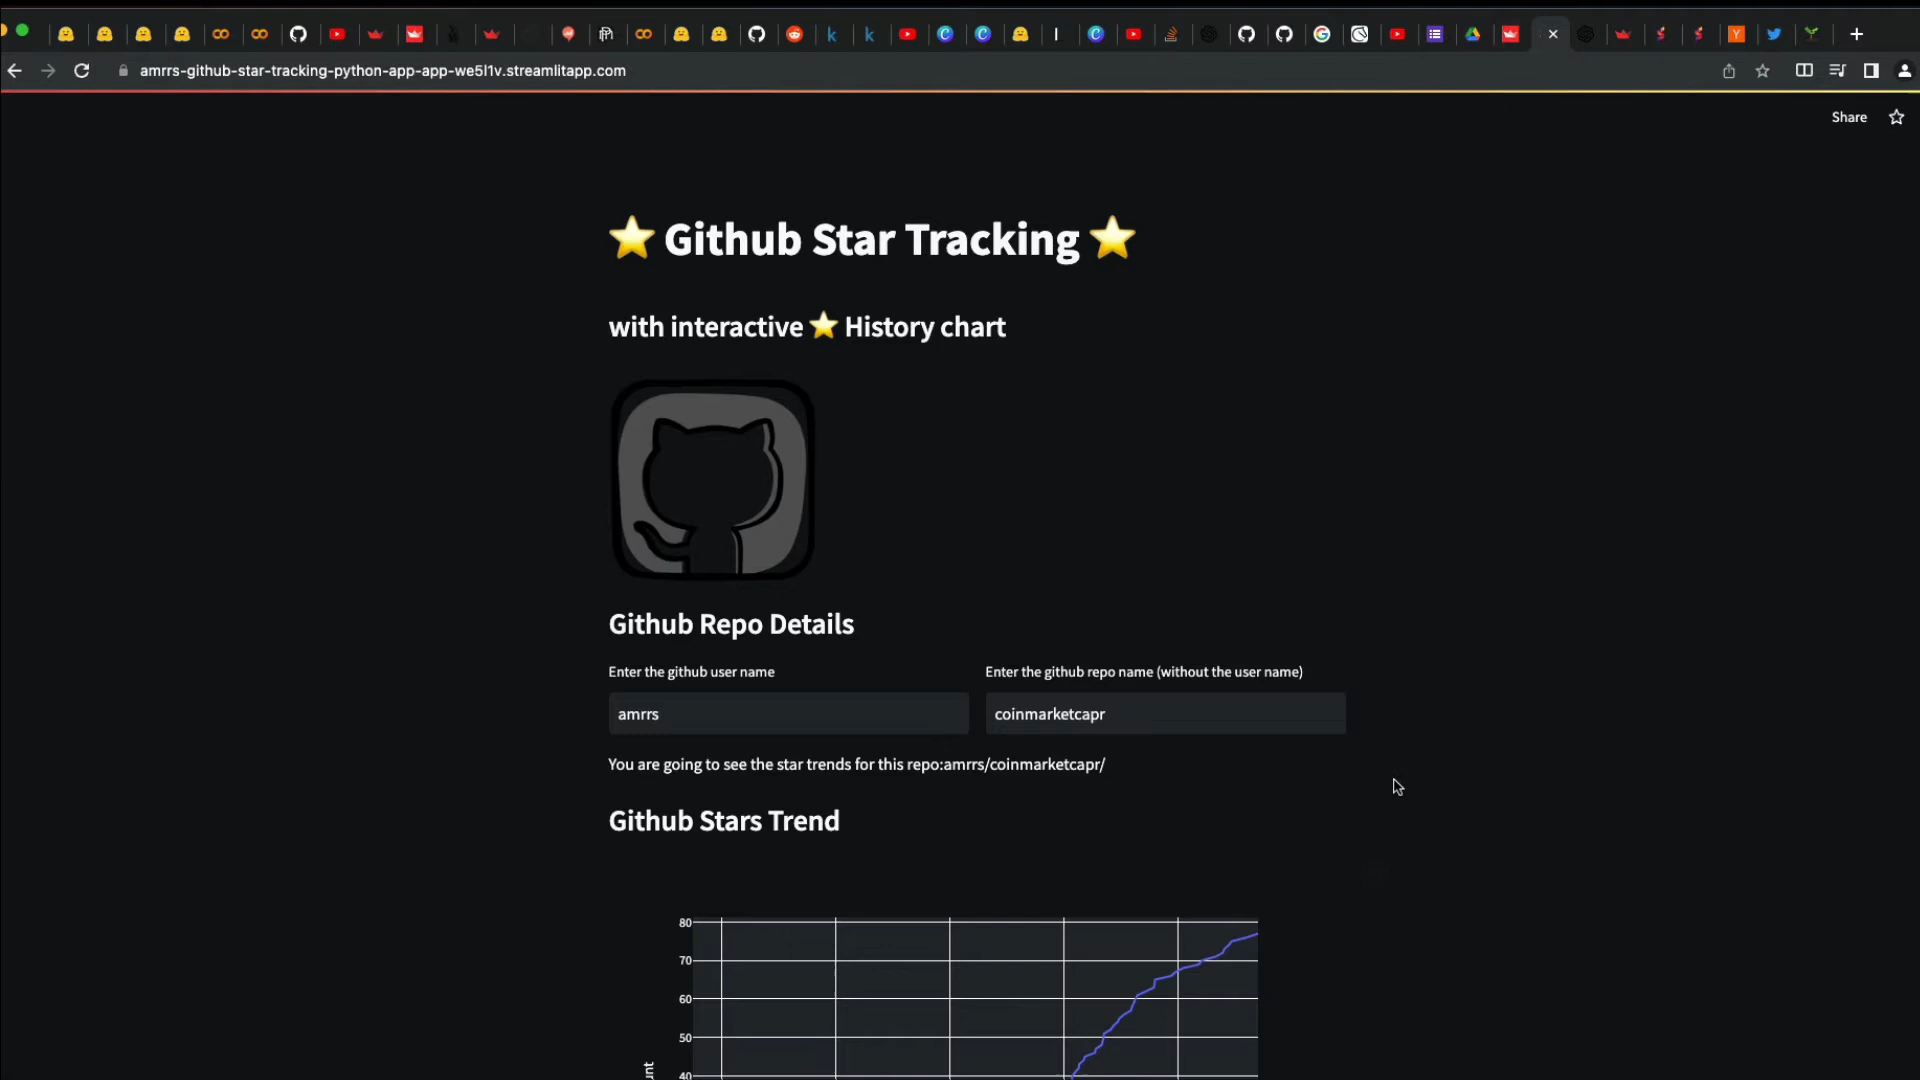 amrrs-github-star-tracking-python-app-app-we5l1v.streamlitapp.com
Share
Github Star Tracking
with interactive History chart
Github Repo Details
Enter the github user name
Enter the github repo name (without the user name)
amrrs
coinmarketcapr
You are going to see the star trends for this repo:amrrs/coinmarketcapr/
Github Stars Trend
80
70
60
50
40